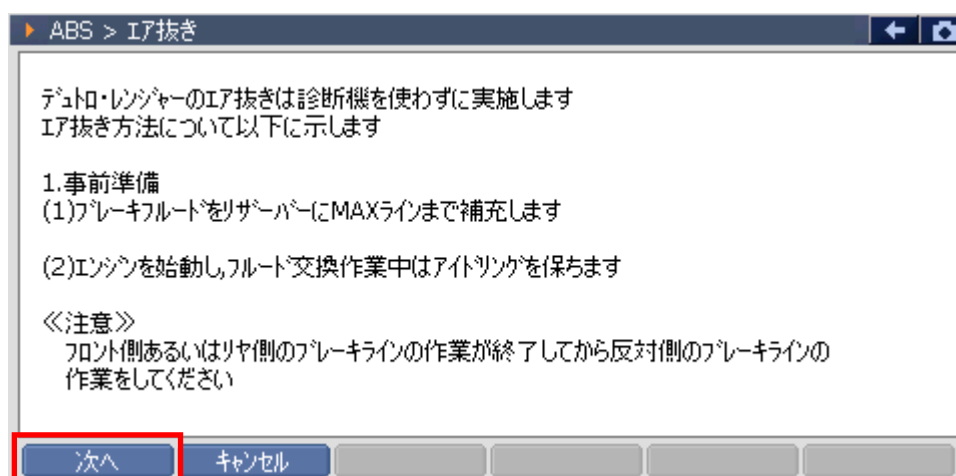 ABS > ｴｱ抜き
ﾃﾞｭﾄﾛ･ﾚﾝｼﾞｬｰのｴｱ抜きは診断機を使わずに実施します
ｴｱ抜き方法について以下に示します
1.事前準備
(1)ﾌﾞﾚｰｷﾌﾙｰﾄﾞをﾘｻﾞｰﾊﾞｰにMAXﾗｲﾝまで補充します
(2)ｴﾝｼﾞﾝを始動し,ﾌﾙｰﾄﾞ交換作業中はｱｲﾄﾞﾘﾝｸﾞを保ちます
≪注意≫
ﾌﾛﾝﾄ側あるいはﾘﾔ側のﾌﾞﾚｰｷﾗｲﾝの作業が終了してから反対側のﾌﾞﾚｰｷﾗｲﾝの
作業をしてください
次へ ｷｬﾝｾﾙ